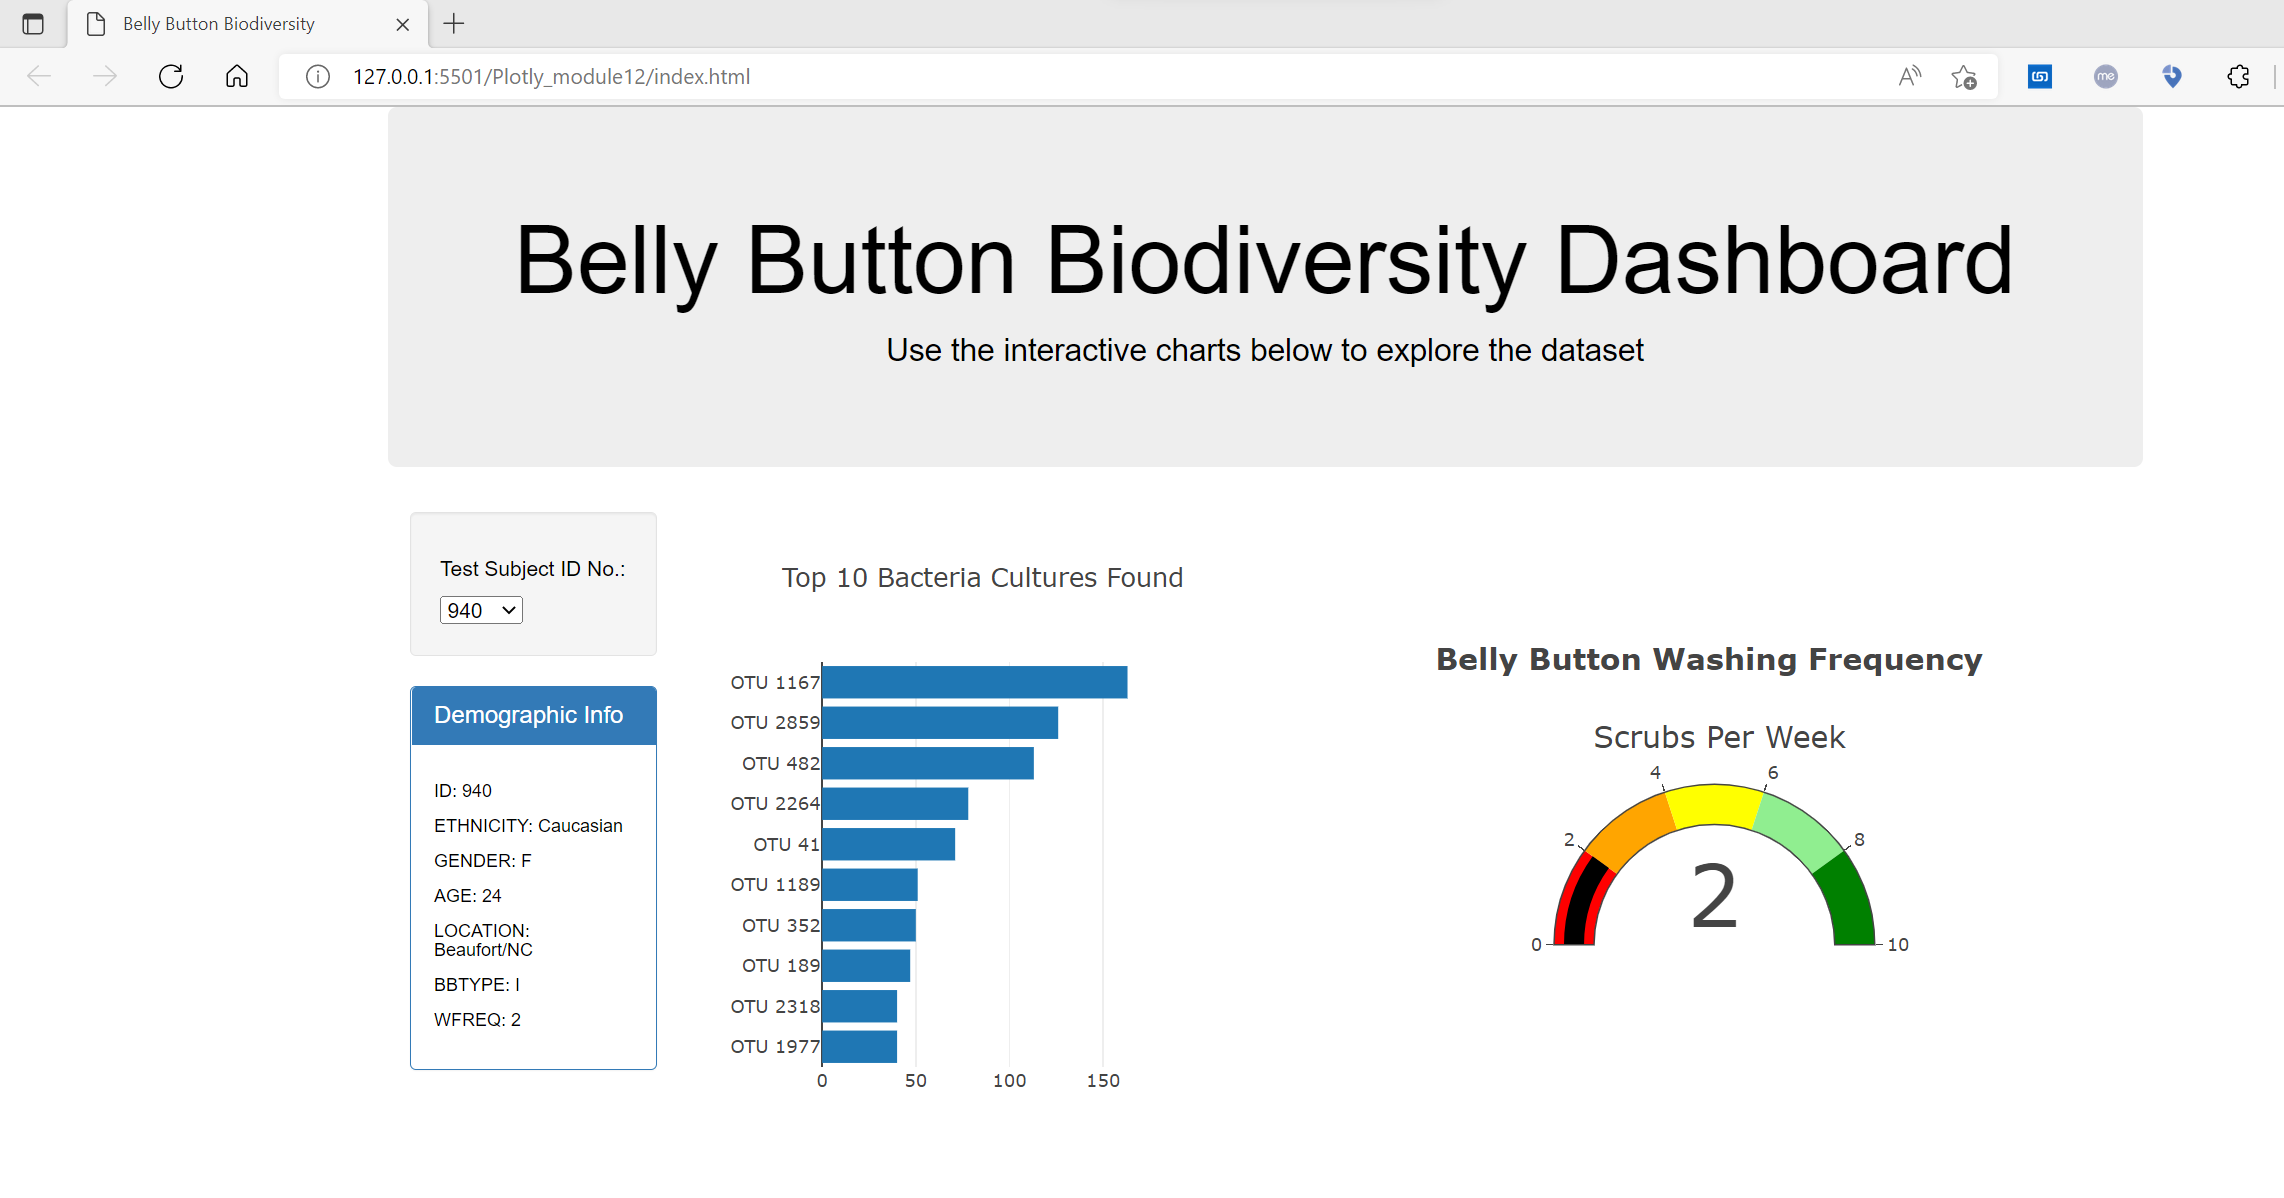 Belly Button Biodiversity
127.0.0.1:5501/Plotly_module12/index.html
me
Belly Button Biodiversity Dashboard
Use the interactive charts below to explore the dataset
Test Subject ID No.:
940
Demographic Info
ID: 940
ETHNICITY: Caucasian
GENDER: F
AGE: 24
LOCATION:
Beaufort/NC
BBTYPE: I
WFREQ: 2
Top 10 Bacteria Cultures Found
OTU 1167
OTU 2859
OTU 482
OTU 2264
OTU 41
OTU 1189
OTU 352
OTU 189
OTU 2318
OTU 1977
0 50 100 150
Belly Button Washing Frequency
Scrubs Per Week
4 6
2 8
2
0 10